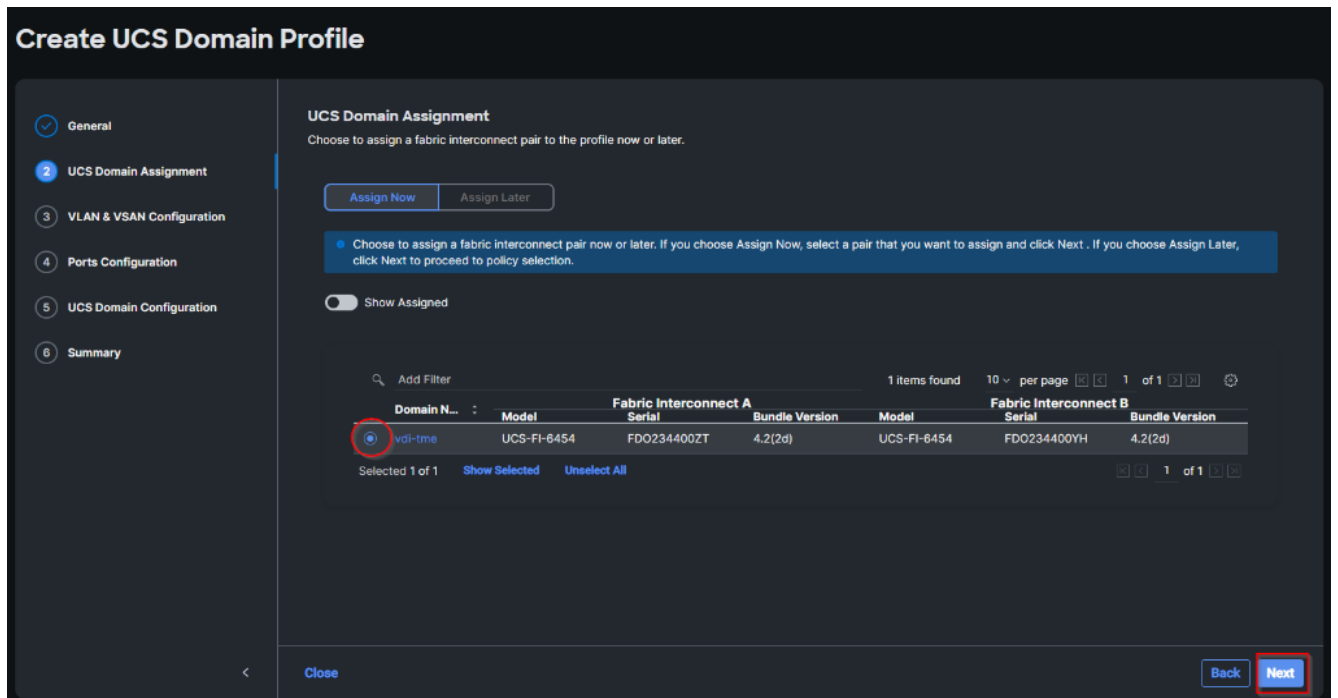 Create UCS Domain Profile
General
2 UCS Domain Assignment
3 VLAN & VSAN Configuration
4 Ports Configuration
5 UCS Domain Configuration
6 Summary
UCS Domain Assignment
Choose to assign a fabric interconnect pair to the profile now or later.
Assign Now Assign Later
Choose to assign a fabric interconnect pair now or later. If you choose Assign Now, select a pair that you want to assign and click Next . If you choose Assign Later,
click Next to proceed to policy selection.
Show Assigned
Add Filter 1 items found 10 per page 1 of 1
Domain N... Fabric Interconnect A Fabric Interconnect B
Model Serial Bundle Version Model Serial Bundle Version
vdi-tme UCS-FI-6454 FDO234400ZT 4.2(2d) UCS-FI-6454 FDO234400YH 4.2(2d)
Selected 1 of 1 Show Selected Unselect All 1 of 1
Close Back Next